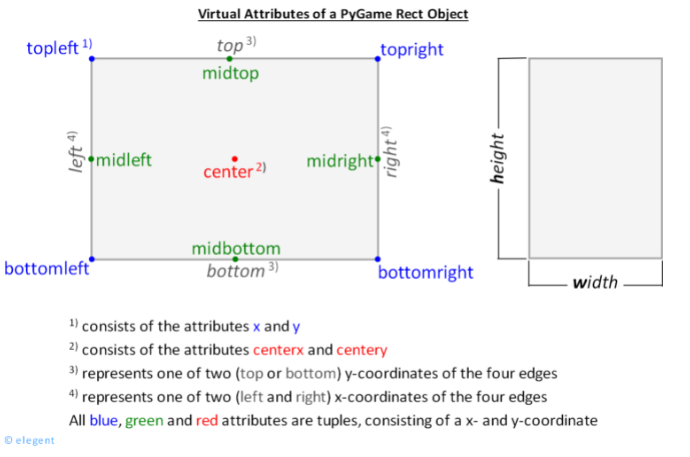 Virtual Attributes of a PyGame Rect Object
topleft 1)
top 3)
topright
midtop
left 4)
midleft
center 2)
midright
right 4)
height
midbottom
bottomleft
bottom 3)
bottomright
width
1) consists of the attributes x and y
2) consists of the attributes centerx and centery
3) represents one of two (top or bottom) y-coordinates of the four edges
4) represents one of two (left and right) x-coordinates of the four edges
All blue, green and red attributes are tuples, consisting of a x- and y-coordinate
© elegent